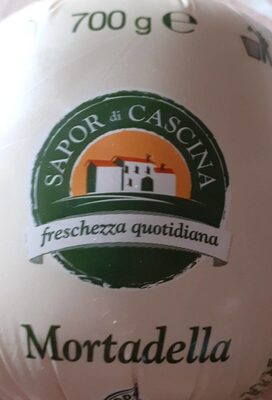 700 g e
SAPOR di CASCINA
freschezza quotidiana
Mortadella